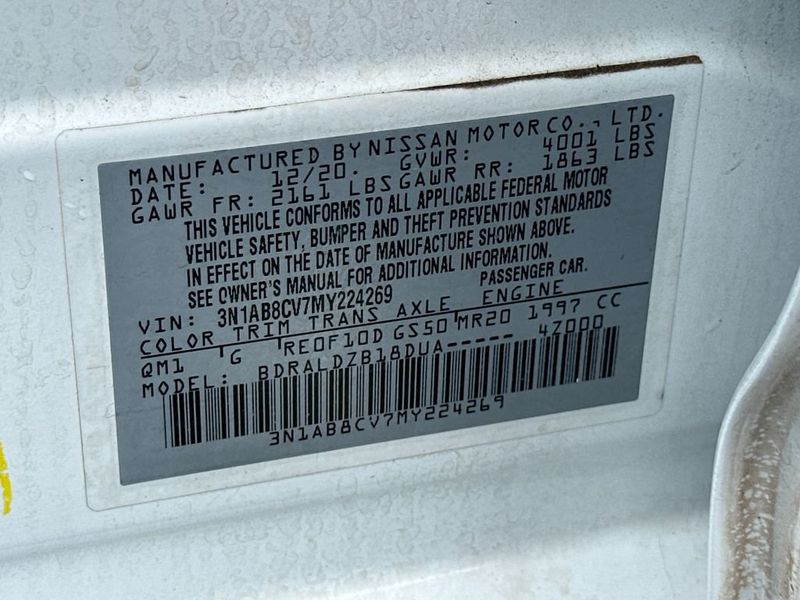 MANUFACTURED BY NISSAN MOTOR CO., LTD.
DATE: 12/20. GVWR: 4001 LBS
GAWR FR: 2161 LBS GAWR RR: 1863 LBS
THIS VEHICLE CONFORMS TO ALL APPLICABLE FEDERAL MOTOR
VEHICLE SAFETY, BUMPER AND THEFT PREVENTION STANDARDS
IN EFFECT ON THE DATE OF MANUFACTURE SHOWN ABOVE.
SEE OWNER'S MANUAL FOR ADDITIONAL INFORMATION.
VIN: 3N1AB8CV7MY224269 PASSENGER CAR.
COLOR TRIM TRANS AXLE ENGINE
QM1 G RE0F10D GS50 MR20 1997 CC
MODEL: BDRALDZB18DUA----- 4Z000
3N1AB8CV7MY224269